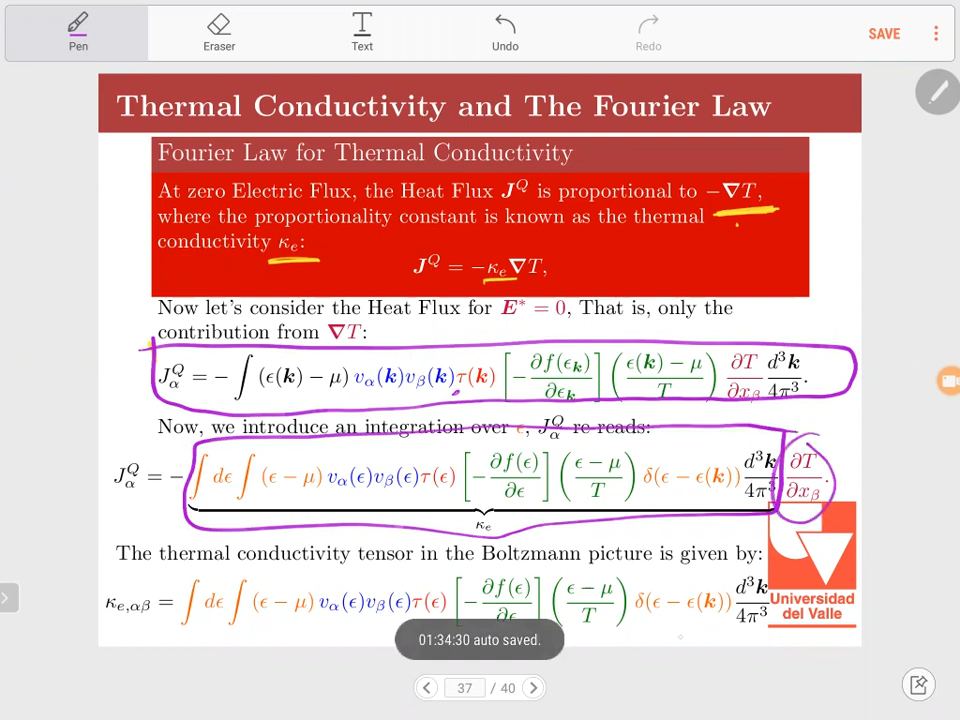 Pen
Eraser
Text
Undo
Redo
SAVE
Thermal Conductivity and The Fourier Law
Fourier Law for Thermal Conductivity
At zero Electric Flux, the Heat Flux J^Q is proportional to −∇T,
where the proportionality constant is known as the thermal
conductivity κ_e:
J^Q = −κ_e∇T,
Now let's consider the Heat Flux for E* = 0, That is, only the
contribution from ∇T:
J_α^Q = − ∫ (ϵ(k) − μ) v_α(k)v_β(k)τ(k) [−∂f(ϵ_k)/∂ϵ_k] ((ϵ(k) − μ)/T) ∂T/∂x_β d³k/4π³.
Now, we introduce an integration over ϵ, J_α^Q re-reads:
J_α^Q = − ∫ dϵ ∫ (ϵ − μ) v_α(ϵ)v_β(ϵ)τ(ϵ) [−∂f(ϵ)/∂ϵ] ((ϵ − μ)/T) δ(ϵ − ϵ(k)) d³k/4π³ ∂T/∂x_β.
κ_e
The thermal conductivity tensor in the Boltzmann picture is given by:
κ_{e,αβ} = ∫ dϵ ∫ (ϵ − μ) v_α(ϵ)v_β(ϵ)τ(ϵ) [−∂f(ϵ)/∂ϵ] ((ϵ − μ)/T) δ(ϵ − ϵ(k)) d³k/4π³
Universidad
del Valle
01:34:30 auto saved.
37 / 40